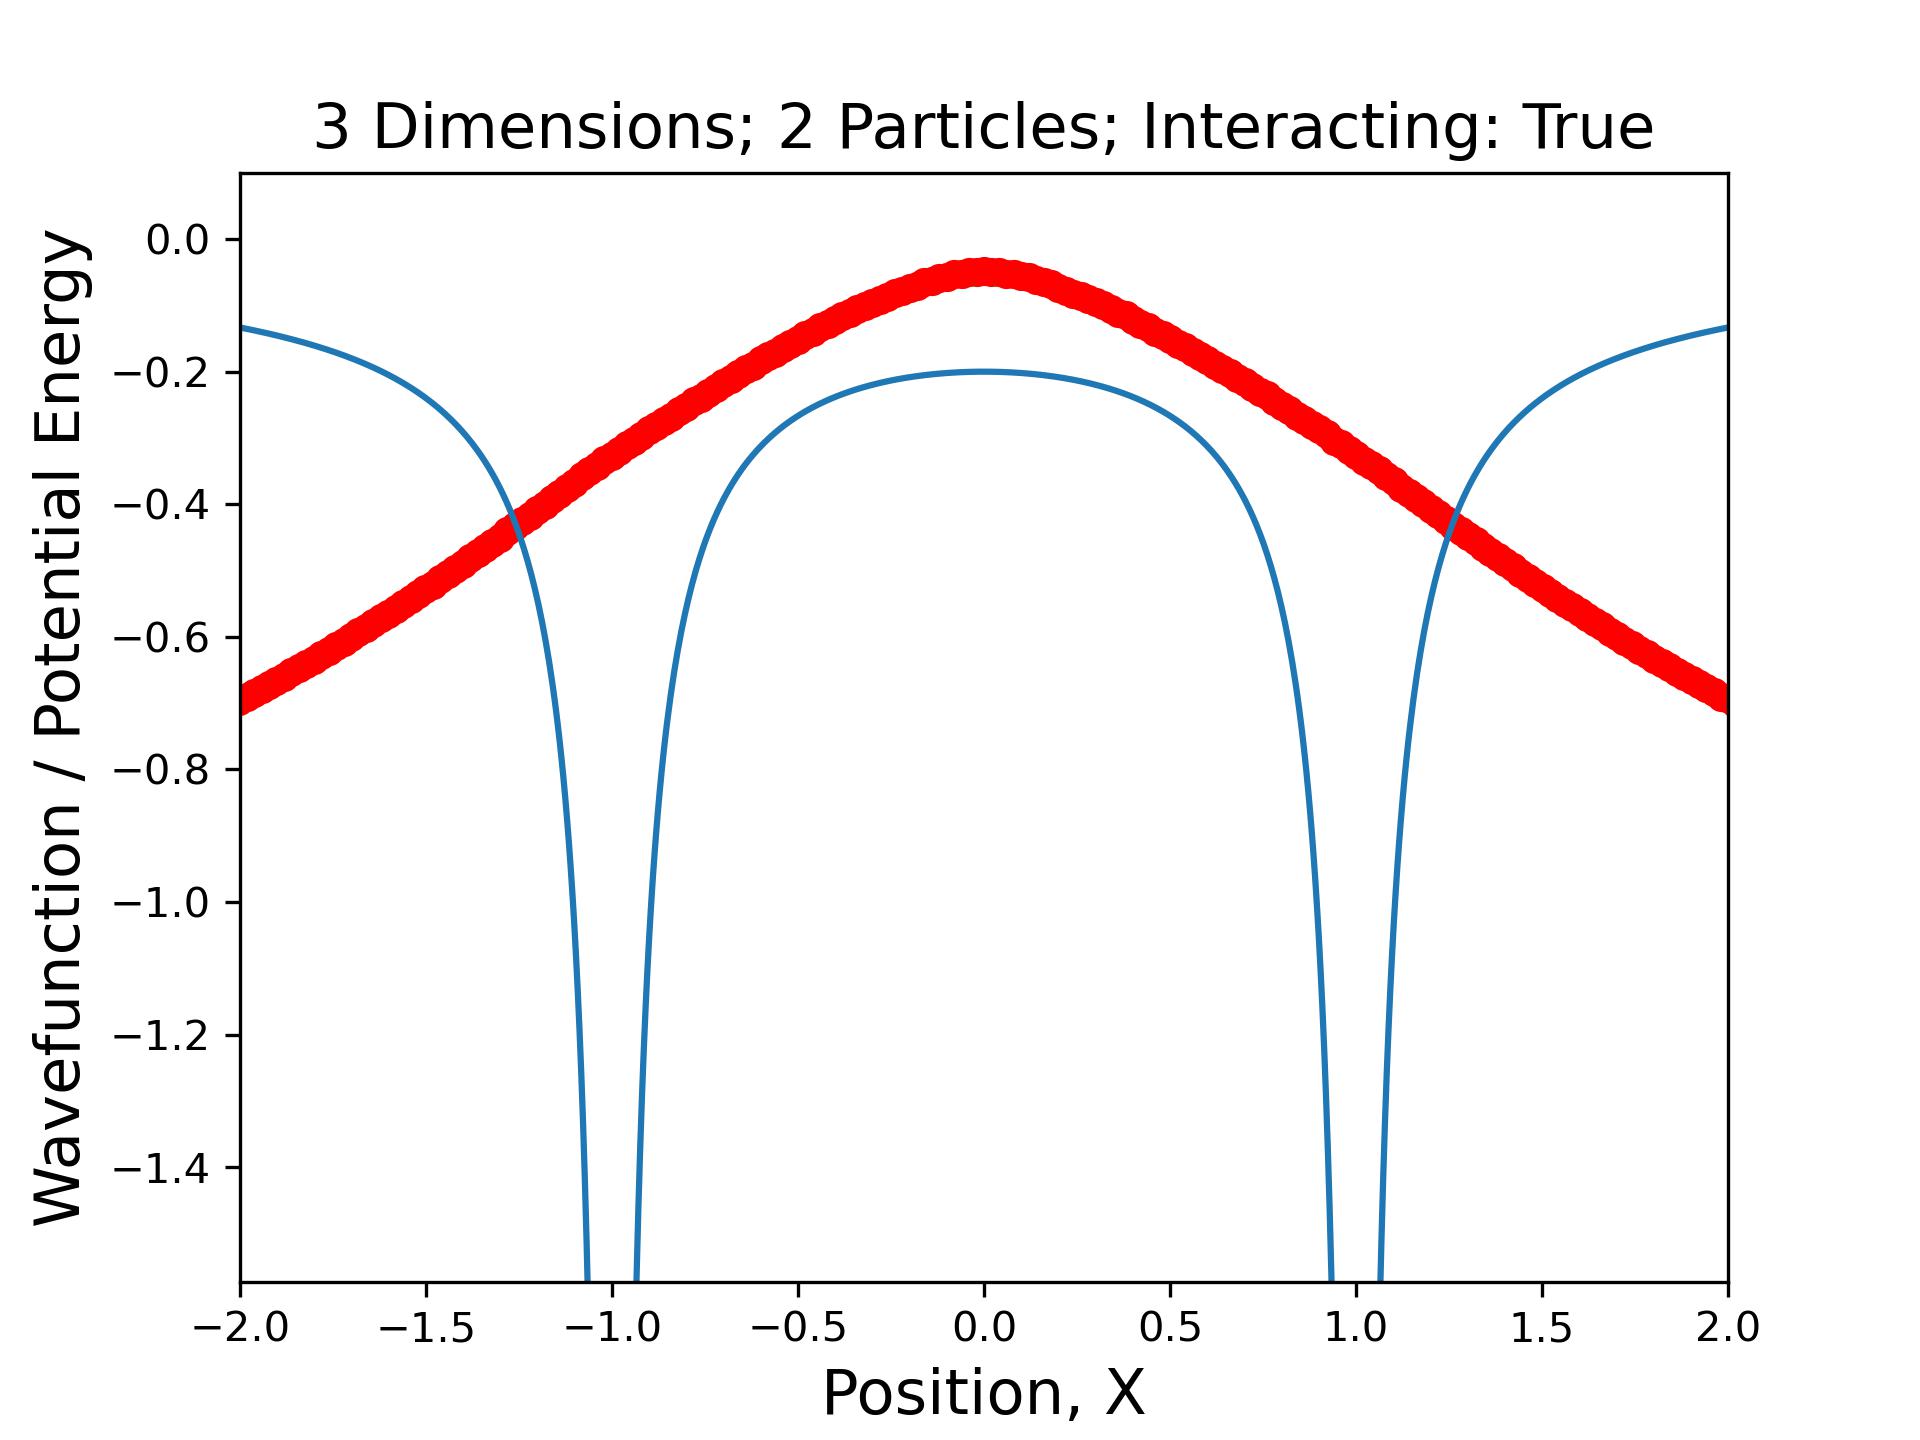 3 Dimensions; 2 Particles; Interacting: True
Wavefunction / Potential Energy
0.0
−0.2
−0.4
−0.6
−0.8
−1.0
−1.2
−1.4
−2.0 −1.5 −1.0 −0.5 0.0 0.5 1.0 1.5 2.0
Position, X